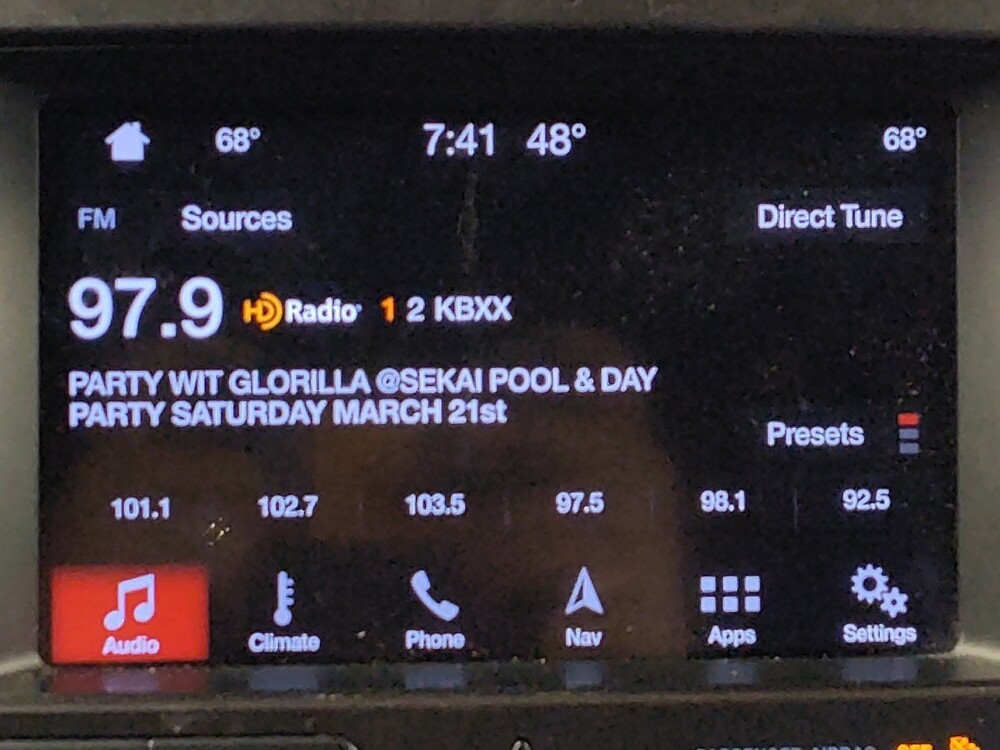 68° 7:41 48° 68°
FM Sources Direct Tune
97.9 HD Radio 1 2 KBXX
PARTY WIT GLORILLA @SEKAI POOL & DAY
PARTY SATURDAY MARCH 21st
Presets
101.1 102.7 103.5 97.5 98.1 92.5
Audio Climate Phone Nav Apps Settings